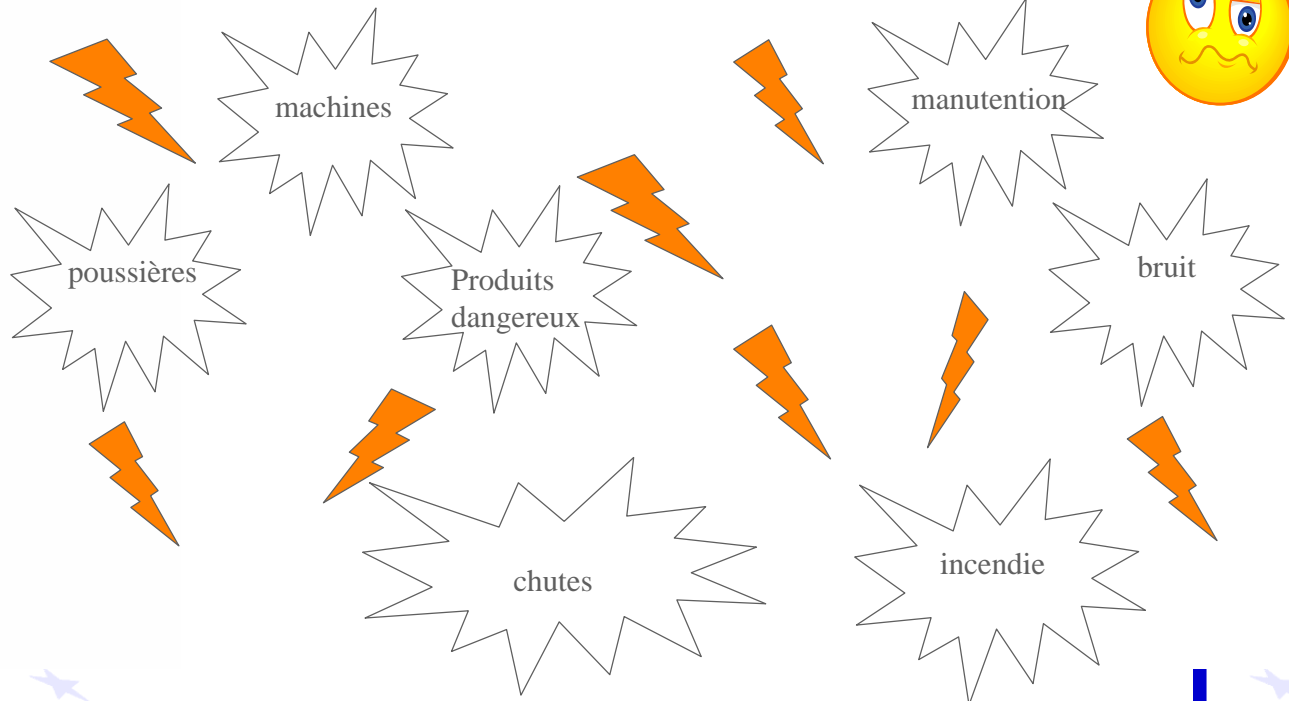 machines
manutention
poussières
Produits
dangereux
bruit
chutes
incendie